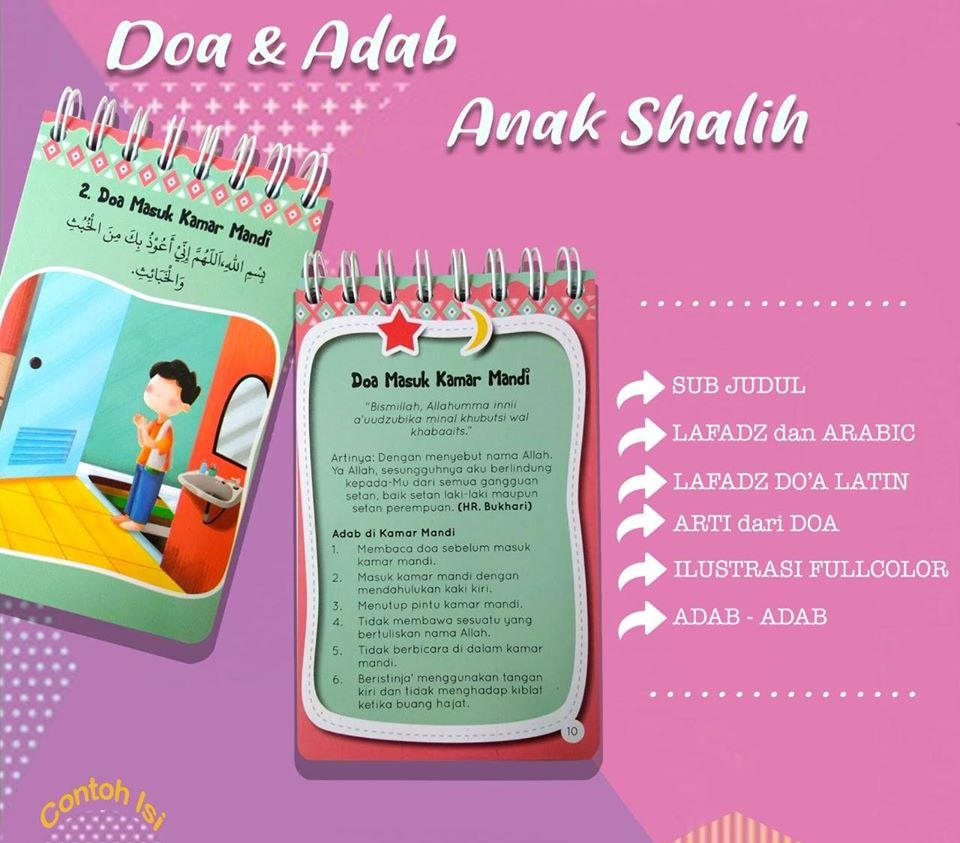 Doa & Adab
Anak Shalih
2. Doa Masuk Kamar Mandi
بِسْمِ اللهِ،اَللّٰهُمَّ اِنِّيْ اَعُوْذُ بِكَ مِنَ الْخُبُثِ
وَالْخَبَائِثِ.
Doa Masuk Kamar Mandi
"Bismillah, Allahumma innii
a'uudzubika minal khubutsi wal
khabaaits."
Artinya: Dengan menyebut nama Allah.
Ya Allah, sesungguhnya aku berlindung
kepada-Mu dari semua gangguan
setan, baik setan laki-laki maupun
setan perempuan. (HR. Bukhari)
Adab di Kamar Mandi
1. Membaca doa sebelum masuk
kamar mandi.
2. Masuk kamar mandi dengan
mendahulukan kaki kiri.
3. Menutup pintu kamar mandi.
4. Tidak membawa sesuatu yang
bertuliskan nama Allah.
5. Tidak berbicara di dalam kamar
mandi.
6. Beristinja' menggunakan tangan
kiri dan tidak menghadap kiblat
ketika buang hajat.
10
SUB JUDUL
LAFADZ dan ARABIC
LAFADZ DO'A LATIN
ARTI dari DOA
ILUSTRASI FULLCOLOR
ADAB - ADAB
Contoh Isi